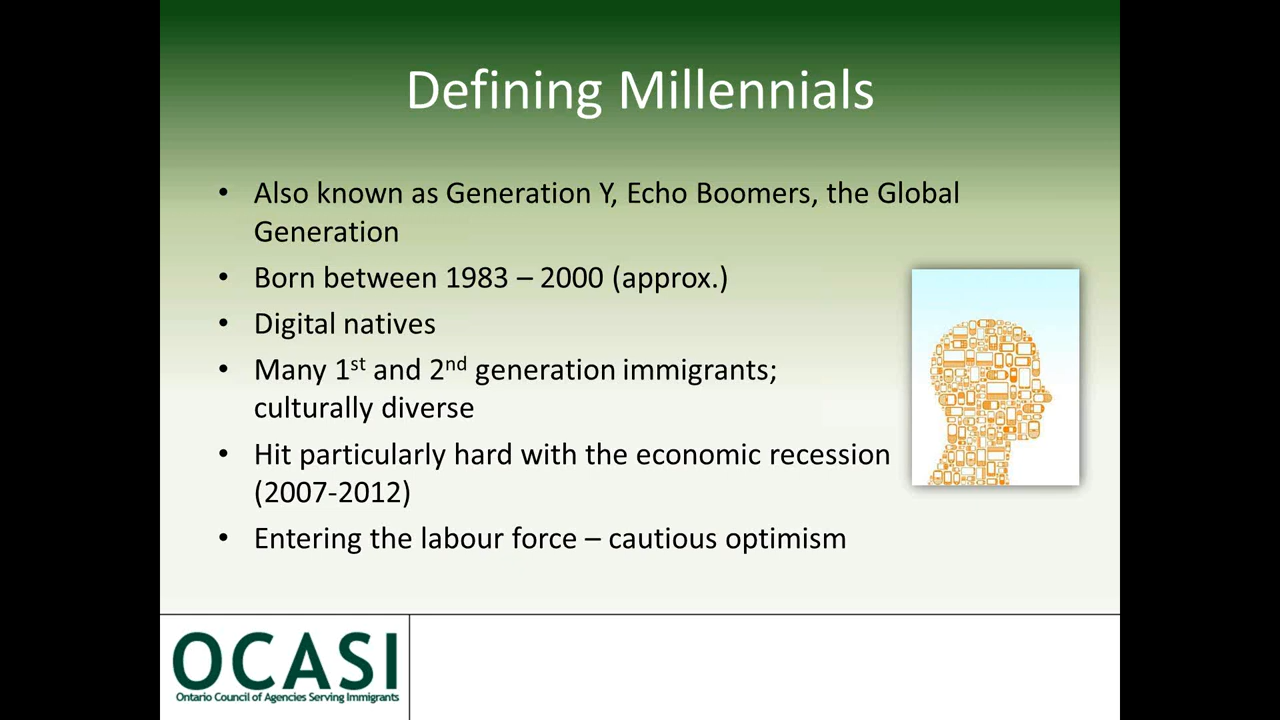 Defining Millennials
• Also known as Generation Y, Echo Boomers, the Global
Generation
• Born between 1983 – 2000 (approx.)
• Digital natives
• Many 1st and 2nd generation immigrants;
culturally diverse
• Hit particularly hard with the economic recession
(2007-2012)
• Entering the labour force – cautious optimism
OCASI
Ontario Council of Agencies Serving Immigrants